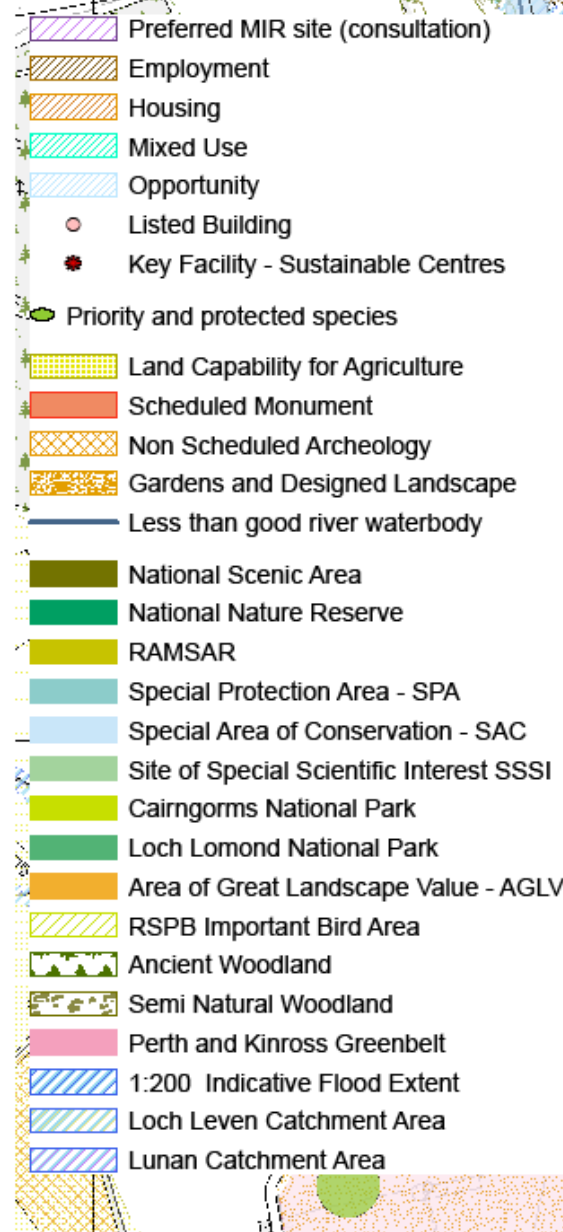 Preferred MIR site (consultation)
Employment
Housing
Mixed Use
Opportunity
Listed Building
Key Facility - Sustainable Centres
Priority and protected species
Land Capability for Agriculture
Scheduled Monument
Non Scheduled Archeology
Gardens and Designed Landscape
Less than good river waterbody
National Scenic Area
National Nature Reserve
RAMSAR
Special Protection Area - SPA
Special Area of Conservation - SAC
Site of Special Scientific Interest SSSI
Cairngorms National Park
Loch Lomond National Park
Area of Great Landscape Value - AGLV
RSPB Important Bird Area
Ancient Woodland
Semi Natural Woodland
Perth and Kinross Greenbelt
1:200 Indicative Flood Extent
Loch Leven Catchment Area
Lunan Catchment Area